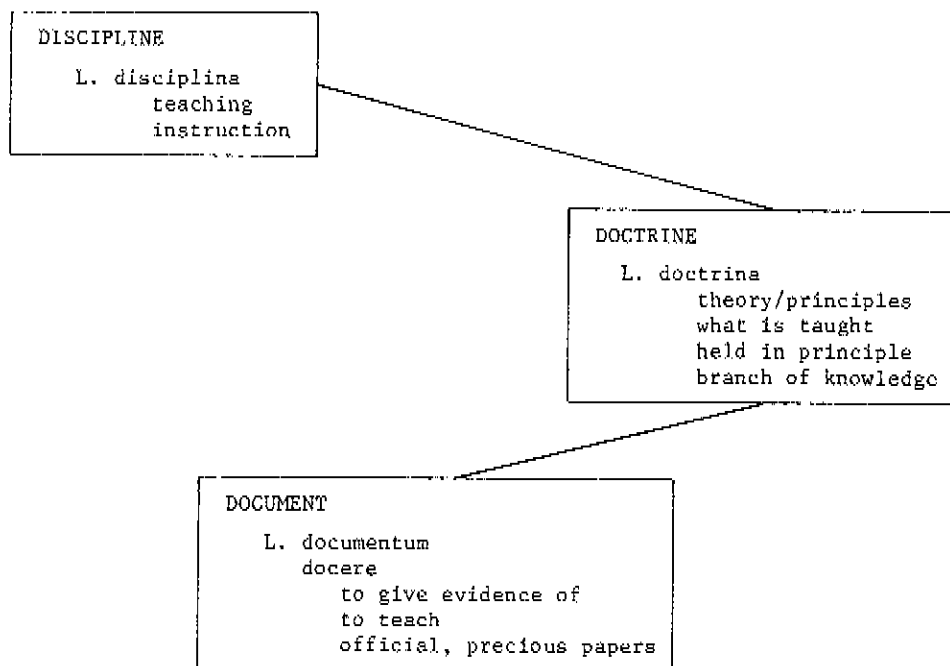 DISCIPLINE
L. disciplina
teaching
instruction
DOCTRINE
L. doctrina
theory/principles
what is taught
held in principle
branch of knowledge
DOCUMENT
L. documentum
docere
to give evidence of
to teach
official, precious papers